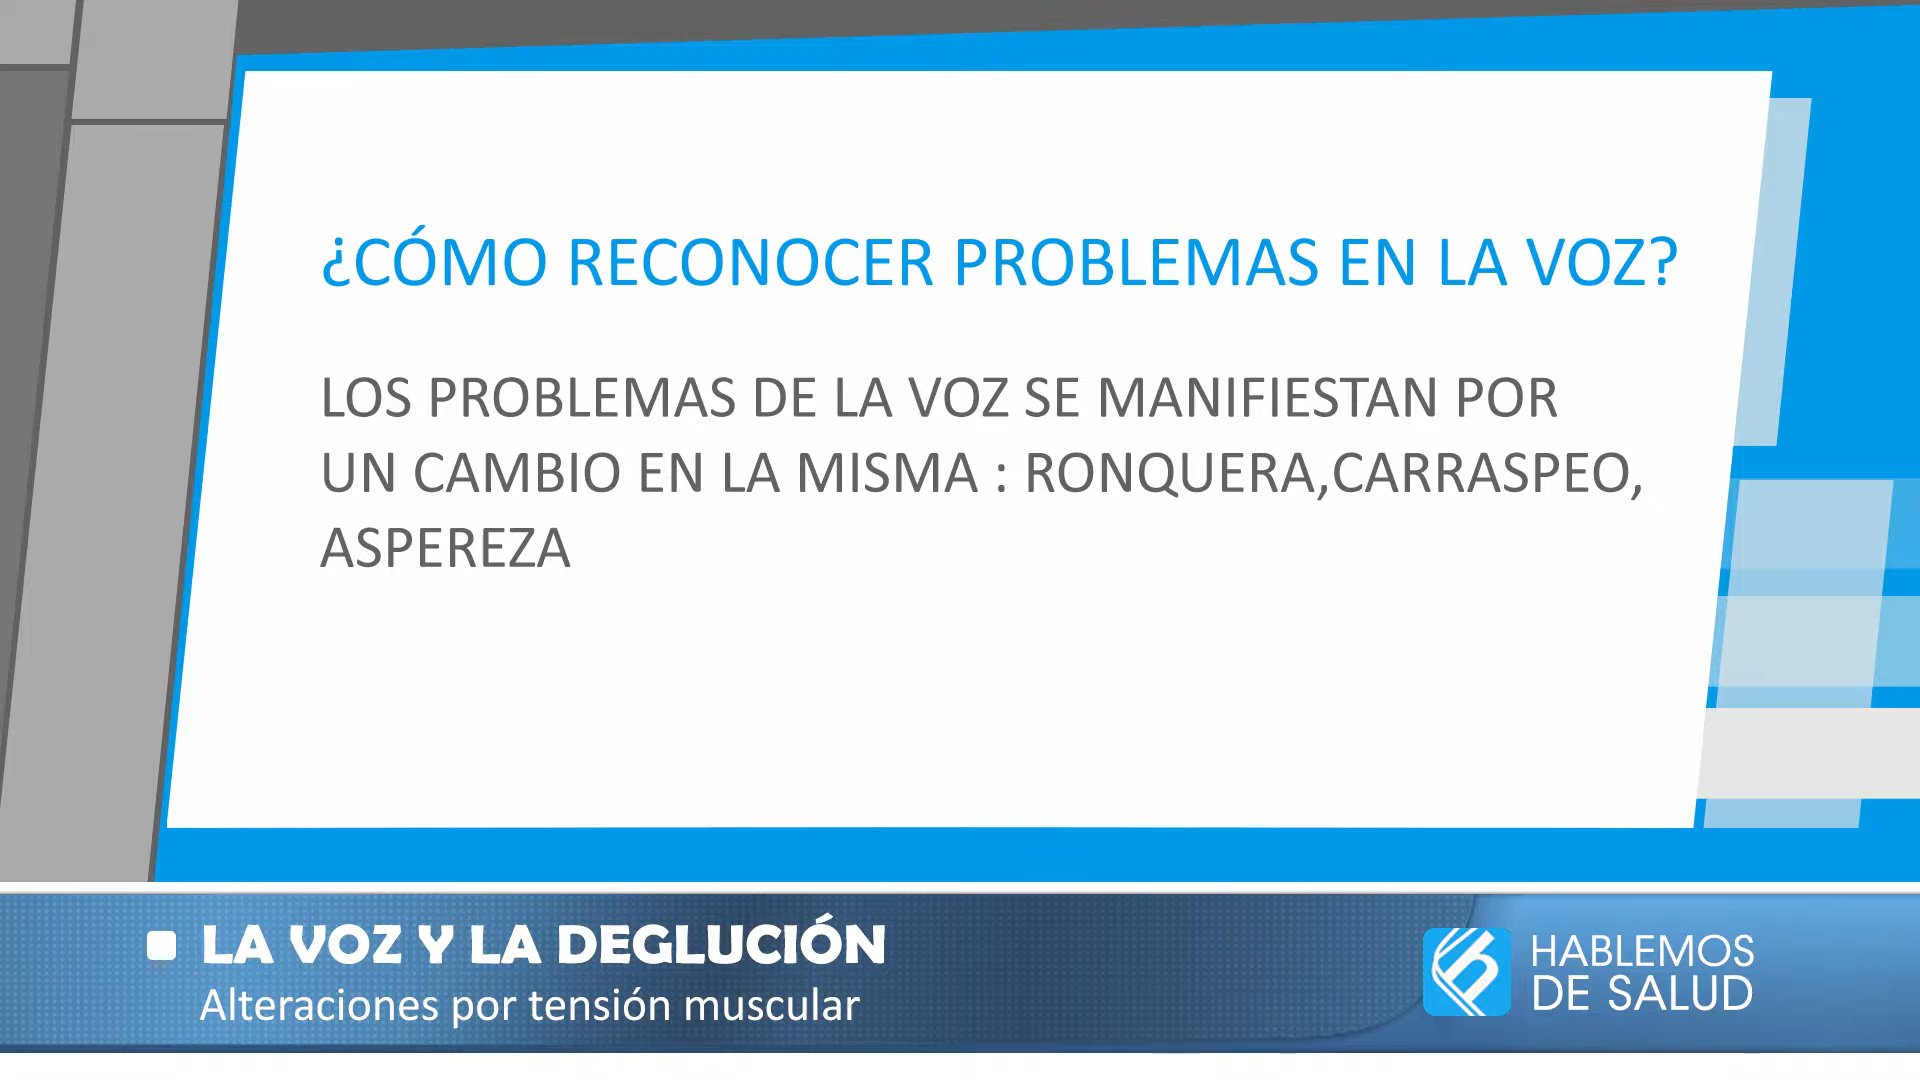 ¿CÓMO RECONOCER PROBLEMAS EN LA VOZ?
LOS PROBLEMAS DE LA VOZ SE MANIFIESTAN POR
UN CAMBIO EN LA MISMA : RONQUERA,CARRASPEO,
ASPEREZA
LA VOZ Y LA DEGLUCIÓN
Alteraciones por tensión muscular
HABLEMOS
DE SALUD